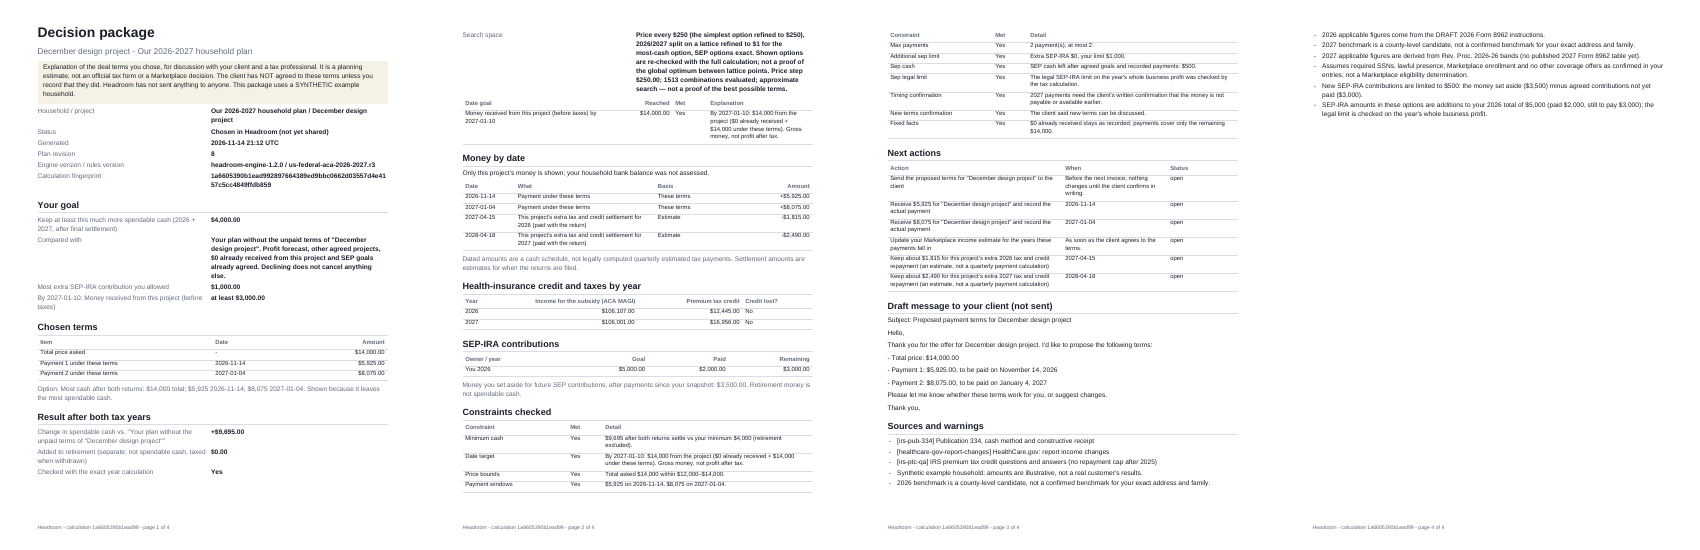 Decision package
December design project - Our 2026-2027 household plan
Explanation of the deal terms you chose, for discussion with your client and a tax professional. It is a planning
estimate, not an official tax form or a Marketplace decision. The client has NOT agreed to these terms unless you
record that they did. Headroom has not sent anything to anyone. This package uses a SYNTHETIC example
household.
Household / project Our 2026-2027 household plan / December design
project
Status Chosen in Headroom (not yet shared)
Generated 2026-11-14 21:12 UTC
Plan revision 8
Engine version / rules version headroom-engine-1.2.0 / us-federal-aca-2026-2027.r3
Calculation fingerprint
Your goal
Keep at least this much more spendable cash (2026 + $4,000.00
2027, after final settlement)
Compared with Your plan without the unpaid terms of "December
design project". Profit forecast, other agreed projects,
$0 already received from this project and SEP goals
already agreed. Declining does not cancel anything
else.
Most extra SEP-IRA contribution you allowed $1,000.00
By 2027-01-10: Money received from this project (before at least $3,000.00
taxes)
Chosen terms
Item Date Amount
Total price asked - $14,000.00
Payment 1 under these terms 2026-11-14 $5,925.00
Payment 2 under these terms 2027-01-04 $8,075.00
Option: Most cash after both returns: $14,000 total; $5,925 2026-11-14, $8,075 2027-01-04. Shown because it leaves
the most spendable cash.
Result after both tax years
Change in spendable cash vs. "Your plan without the +$9,695.00
unpaid terms of "December design project""
Added to retirement (separate; not spendable cash, taxed $0.00
when withdrawn)
Checked with the exact year calculation Yes
Headroom - calculation 1a6605390b1ead99 - page 1 of 4
Search space Price every $250 (the simplest option refined to $250),
2026/2027 split on a lattice refined to $1 for the
most-cash option, SEP options exact. Shown options
are re-checked with the full calculation; not a proof of
the global optimum between lattice points. Price step
$250.00; 1513 combinations evaluated; approximate
search — not a proof of the best possible terms.
Date goal Reached Met Explanation
Money received from this project (before taxes) by $14,000.00 Yes By 2027-01-10: $14,000 from the
2027-01-10 project ($0 already received +
$14,000 under these terms). Gross
money, not profit after tax.
Money by date
Only this project's money is shown; your household bank balance was not assessed.
Date What Basis Amount
2026-11-14 Payment under these terms These terms +$5,925.00
2027-01-04 Payment under these terms These terms +$8,075.00
2027-04-15 This project's extra tax and credit settlement for Estimate -$1,815.00
2026 (paid with the return)
2028-04-18 This project's extra tax and credit settlement for Estimate -$2,490.00
2027 (paid with the return)
Dated amounts are a cash schedule, not legally computed quarterly estimated tax payments. Settlement amounts are
estimates for when the returns are filed.
Health-insurance credit and taxes by year
Year Income for the subsidy (ACA MAGI) Premium tax credit Credit lost?
2026 $106,107.00 $12,445.00 No
2027 $106,001.00 $16,956.00 No
SEP-IRA contributions
Owner / year Goal Paid Remaining
You 2026 $5,000.00 $2,000.00 $3,000.00
Money you set aside for future SEP contributions, after payments since your snapshot: $3,500.00. Retirement money is
not spendable cash.
Constraints checked
Constraint Met Detail
Minimum cash Yes $9,695 after both returns settle vs your minimum $4,000 (retirement
excluded).
Date target Yes By 2027-01-10: $14,000 from the project ($0 already received + $14,000
under these terms). Gross money, not profit after tax.
Price bounds Yes Total asked $14,000 within $12,000–$14,000.
Payment windows Yes $5,925 on 2026-11-14, $8,075 on 2027-01-04.
Headroom - calculation 1a6605390b1ead99 - page 2 of 4
Constraint Met Detail
Max payments Yes 2 payment(s), at most 2.
Additional sep limit Yes Extra SEP-IRA $0, your limit $1,000.
Sep cash Yes SEP cash left after agreed goals and recorded payments: $500.
Sep legal limit Yes The legal SEP-IRA limit on the year's whole business profit was checked by
the tax calculation.
Timing confirmation Yes 2027 payments need the client's written confirmation that the money is not
payable or available earlier.
New terms confirmation Yes The client said new terms can be discussed.
Fixed facts Yes $0 already received stays as recorded; payments cover only the remaining
$14,000.
Next actions
Action When Status
Send the proposed terms for "December design project" to the Before the next invoice; nothing open
client changes until the client confirms in
writing.
Receive $5,925 for "December design project" and record the 2026-11-14 open
actual payment
Receive $8,075 for "December design project" and record the 2027-01-04 open
actual payment
Update your Marketplace income estimate for the years these As soon as the client agrees to the open
payments fall in terms.
Keep about $1,815 for this project's extra 2026 tax and credit 2027-04-15 open
repayment (an estimate, not a quarterly payment calculation)
Keep about $2,490 for this project's extra 2027 tax and credit 2028-04-18 open
repayment (an estimate, not a quarterly payment calculation)
Draft message to your client (not sent)
Subject: Proposed payment terms for December design project
Hello,
Thank you for the offer for December design project. I'd like to propose the following terms:
- Total price: $14,000.00
- Payment 1: $5,925.00, to be paid on November 14, 2026
- Payment 2: $8,075.00, to be paid on January 4, 2027
Please let me know whether these terms work for you, or suggest changes.
Thank you,
Sources and warnings
- [irs-pub-334] Publication 334, cash method and constructive receipt
- [healthcare-gov-report-changes] HealthCare.gov: report income changes
- [irs-ptc-qa] IRS premium tax credit questions and answers (no repayment cap after 2025)
- Synthetic example household: amounts are illustrative, not a real customer's results.
- 2026 benchmark is a county-level candidate, not a confirmed benchmark for your exact address and family.
Headroom - calculation 1a6605390b1ead99 - page 3 of 4
- 2026 applicable figures come from the DRAFT 2026 Form 8962 instructions.
- 2027 benchmark is a county-level candidate, not a confirmed benchmark for your exact address and family.
- 2027 applicable figures are derived from Rev. Proc. 2026-26 bands (no published 2027 Form 8962 table yet).
- Assumes required SSNs, lawful presence, Marketplace enrollment and no other coverage offers as confirmed in your
entries; not a Marketplace eligibility determination.
- New SEP contributions are limited to $500: the money set aside ($3,500) minus agreed contributions not yet
paid ($3,000).
- SEP-IRA amounts in these options are additions to your 2026 total of $5,000 (paid $2,000, still to pay $3,000); the
legal limit is checked on the year's whole business profit.
Headroom - calculation 1a6605390b1ead99 - page 4 of 4